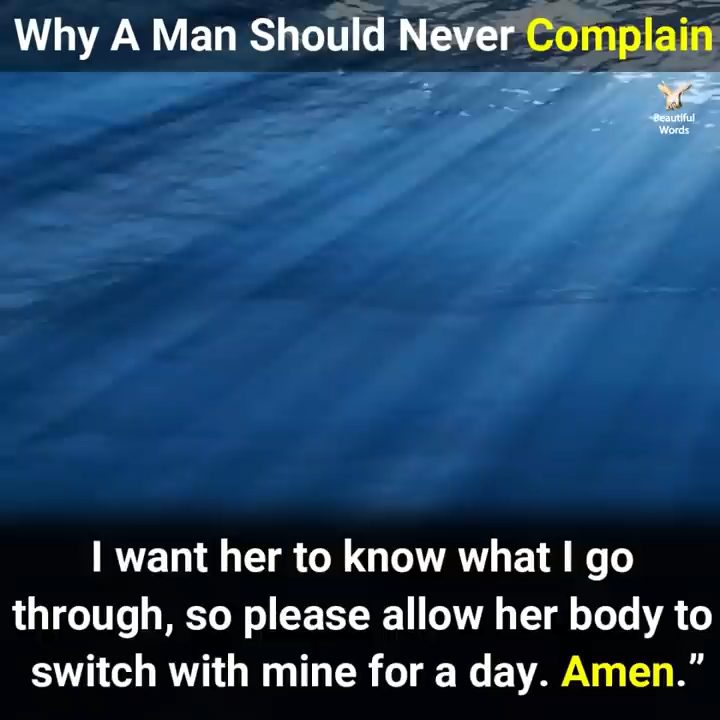 Why A Man Should Never Complain
Beautiful
Words
I want her to know what I go
through, so please allow her body to
switch with mine for a day. Amen.”